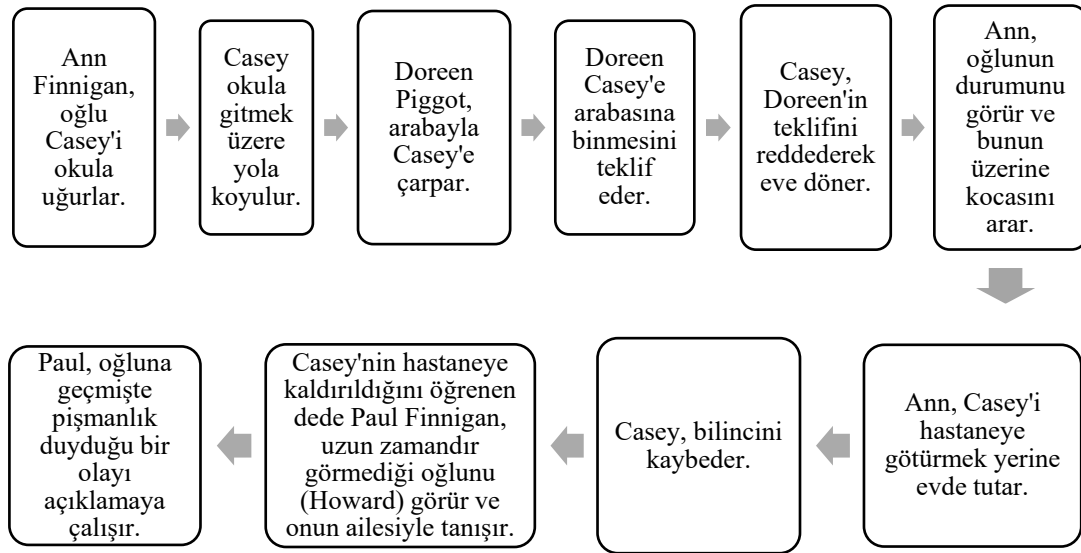 Ann
Finnigan,
oğlu
Casey'i
okula
uğurlar.
Casey
okula
gitmek
üzere
yola
koyulur.
Doreen
Piggot,
arabayla
Casey'e
çarpar.
Doreen
Casey'e
arabasına
binmesini
teklif
eder.
Casey,
Doreen'in
teklifini
reddederek
eve döner.
Ann,
oğlunun
durumunu
görür ve
bunun
üzerine
kocasını
arar.
Ann, Casey'i
hastaneye
götürmek yerine
evde tutar.
Casey, bilincini
kaybeder.
Casey'nin hastaneye
kaldırıldığını öğrenen
dede Paul Finnigan,
uzun zamandır
görmediği oğlunu
(Howard) görür ve
onun ailesiyle tanışır.
Paul, oğluna
geçmişte
pişmanlık
duyduğu bir
olayı
açıklamaya
çalışır.